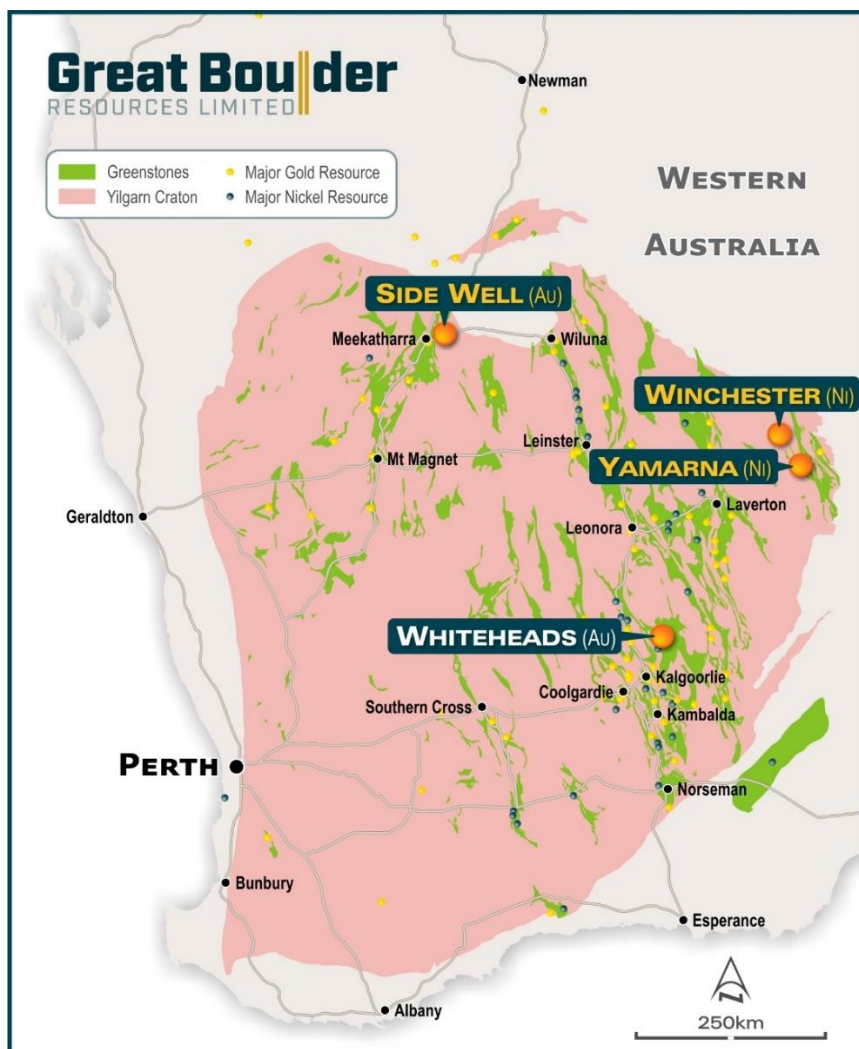 Great Boulder
RESOURCES LIMITED
Greenstones
Major Gold Resource
Yilgarn Craton
Major Nickel Resource
Newman
WESTERN
AUSTRALIA
SIDE WELL (AU)
Meekatharra
Wiluna
WINCHESTER (NI)
Leinster
Mt Magnet
YAMARNA (NI)
Geraldton
Laverton
Leonora
WHITEHEADS (AU)
Kalgoorlie
Coolgardie
Southern Cross
Kambalda
PERTH
Norseman
Bunbury
Esperance
N
Albany
250km